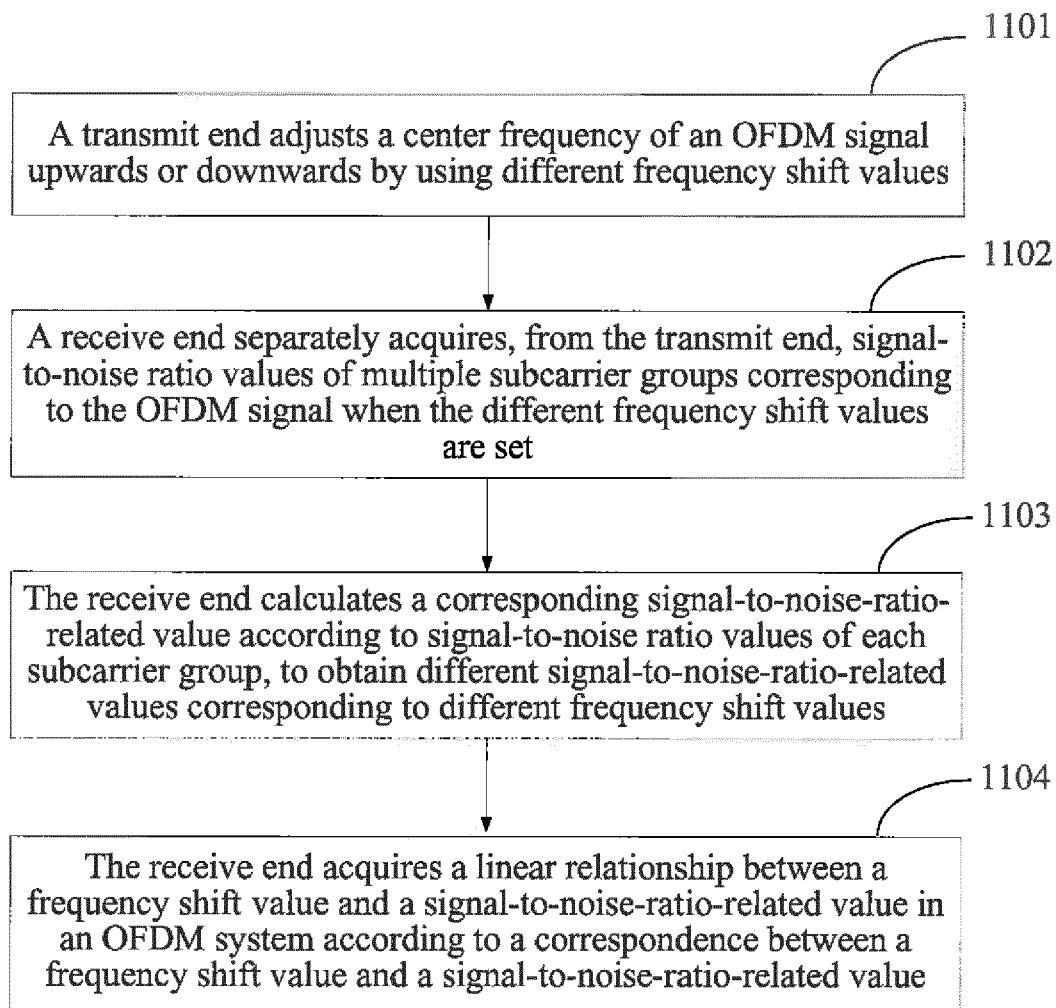 1101
A transmit end adjusts a center frequency of an OFDM signal
upwards or downwards by using different frequency shift values
1102
A receive end separately acquires, from the transmit end, signal-
to-noise ratio values of multiple subcarrier groups corresponding
to the OFDM signal when the different frequency shift values
are set
1103
The receive end calculates a corresponding signal-to-noise-ratio-
related value according to signal-to-noise ratio values of each
subcarrier group, to obtain different signal-to-noise-ratio-related
values corresponding to different frequency shift values
1104
The receive end acquires a linear relationship between a
frequency shift value and a signal-to-noise-ratio-related value in
an OFDM system according to a correspondence between a
frequency shift value and a signal-to-noise-ratio-related value